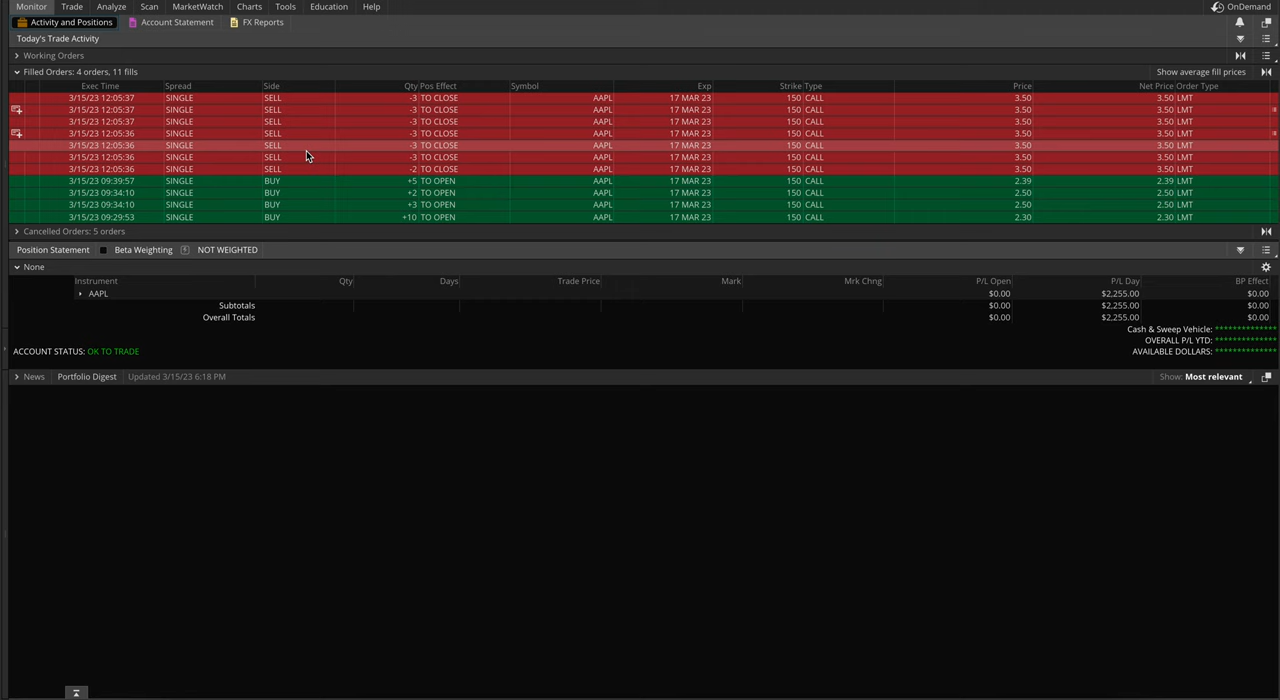 Monitor Trade Analyze Scan MarketWatch Charts Tools Education Help OnDemand
Activity and Positions Account Statement FX Reports
Today's Trade Activity
Working Orders
Filled Orders: 4 orders, 11 fills Show average fill prices
Exec Time Spread Side Qty Pos Effect Symbol Exp Strike Type Price Net Price Order Type
3/15/23 12:05:37 SINGLE SELL -3 TO CLOSE AAPL 17 MAR 23 150 CALL 3.50 3.50 LMT
3/15/23 12:05:37 SINGLE SELL -3 TO CLOSE AAPL 17 MAR 23 150 CALL 3.50 3.50 LMT
3/15/23 12:05:37 SINGLE SELL -3 TO CLOSE AAPL 17 MAR 23 150 CALL 3.50 3.50 LMT
3/15/23 12:05:36 SINGLE SELL -3 TO CLOSE AAPL 17 MAR 23 150 CALL 3.50 3.50 LMT
3/15/23 12:05:36 SINGLE SELL -3 TO CLOSE AAPL 17 MAR 23 150 CALL 3.50 3.50 LMT
3/15/23 12:05:36 SINGLE SELL -3 TO CLOSE AAPL 17 MAR 23 150 CALL 3.50 3.50 LMT
3/15/23 12:05:36 SINGLE SELL -2 TO CLOSE AAPL 17 MAR 23 150 CALL 3.50 3.50 LMT
3/15/23 09:39:57 SINGLE BUY +5 TO OPEN AAPL 17 MAR 23 150 CALL 2.39 2.39 LMT
3/15/23 09:34:10 SINGLE BUY +2 TO OPEN AAPL 17 MAR 23 150 CALL 2.50 2.50 LMT
3/15/23 09:34:10 SINGLE BUY +3 TO OPEN AAPL 17 MAR 23 150 CALL 2.50 2.50 LMT
3/15/23 09:29:53 SINGLE BUY +10 TO OPEN AAPL 17 MAR 23 150 CALL 2.30 2.30 LMT
Cancelled Orders: 5 orders
Position Statement Beta Weighting NOT WEIGHTED
None
Instrument Qty Days Trade Price Mark Mrk Chng P/L Open P/L Day BP Effect
AAPL $0.00 $2,255.00 $0.00
Subtotals $0.00 $2,255.00 $0.00
Overall Totals $0.00 $2,255.00 $0.00
Cash & Sweep Vehicle: **************
OVERALL P/L YTD: **************
ACCOUNT STATUS: OK TO TRADE AVAILABLE DOLLARS: **************
News Portfolio Digest Updated 3/15/23 6:18 PM Show: Most relevant